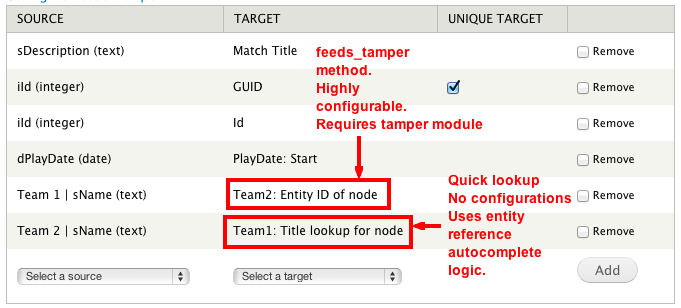 SOURCE TARGET UNIQUE TARGET
sDescription (text) Match Title Remove
iId (integer) GUID Remove
iId (integer) Id Remove
dPlayDate (date) PlayDate: Start Remove
Team 1 | sName (text) Team2: Entity ID of node Remove
Team 2 | sName (text) Team1: Title lookup for node Remove
Select a source Select a target Add
feeds_tamper
method.
Highly
configurable.
Requires tamper module
Quick lookup
No configurations
Uses entity
reference
autocomplete
logic.